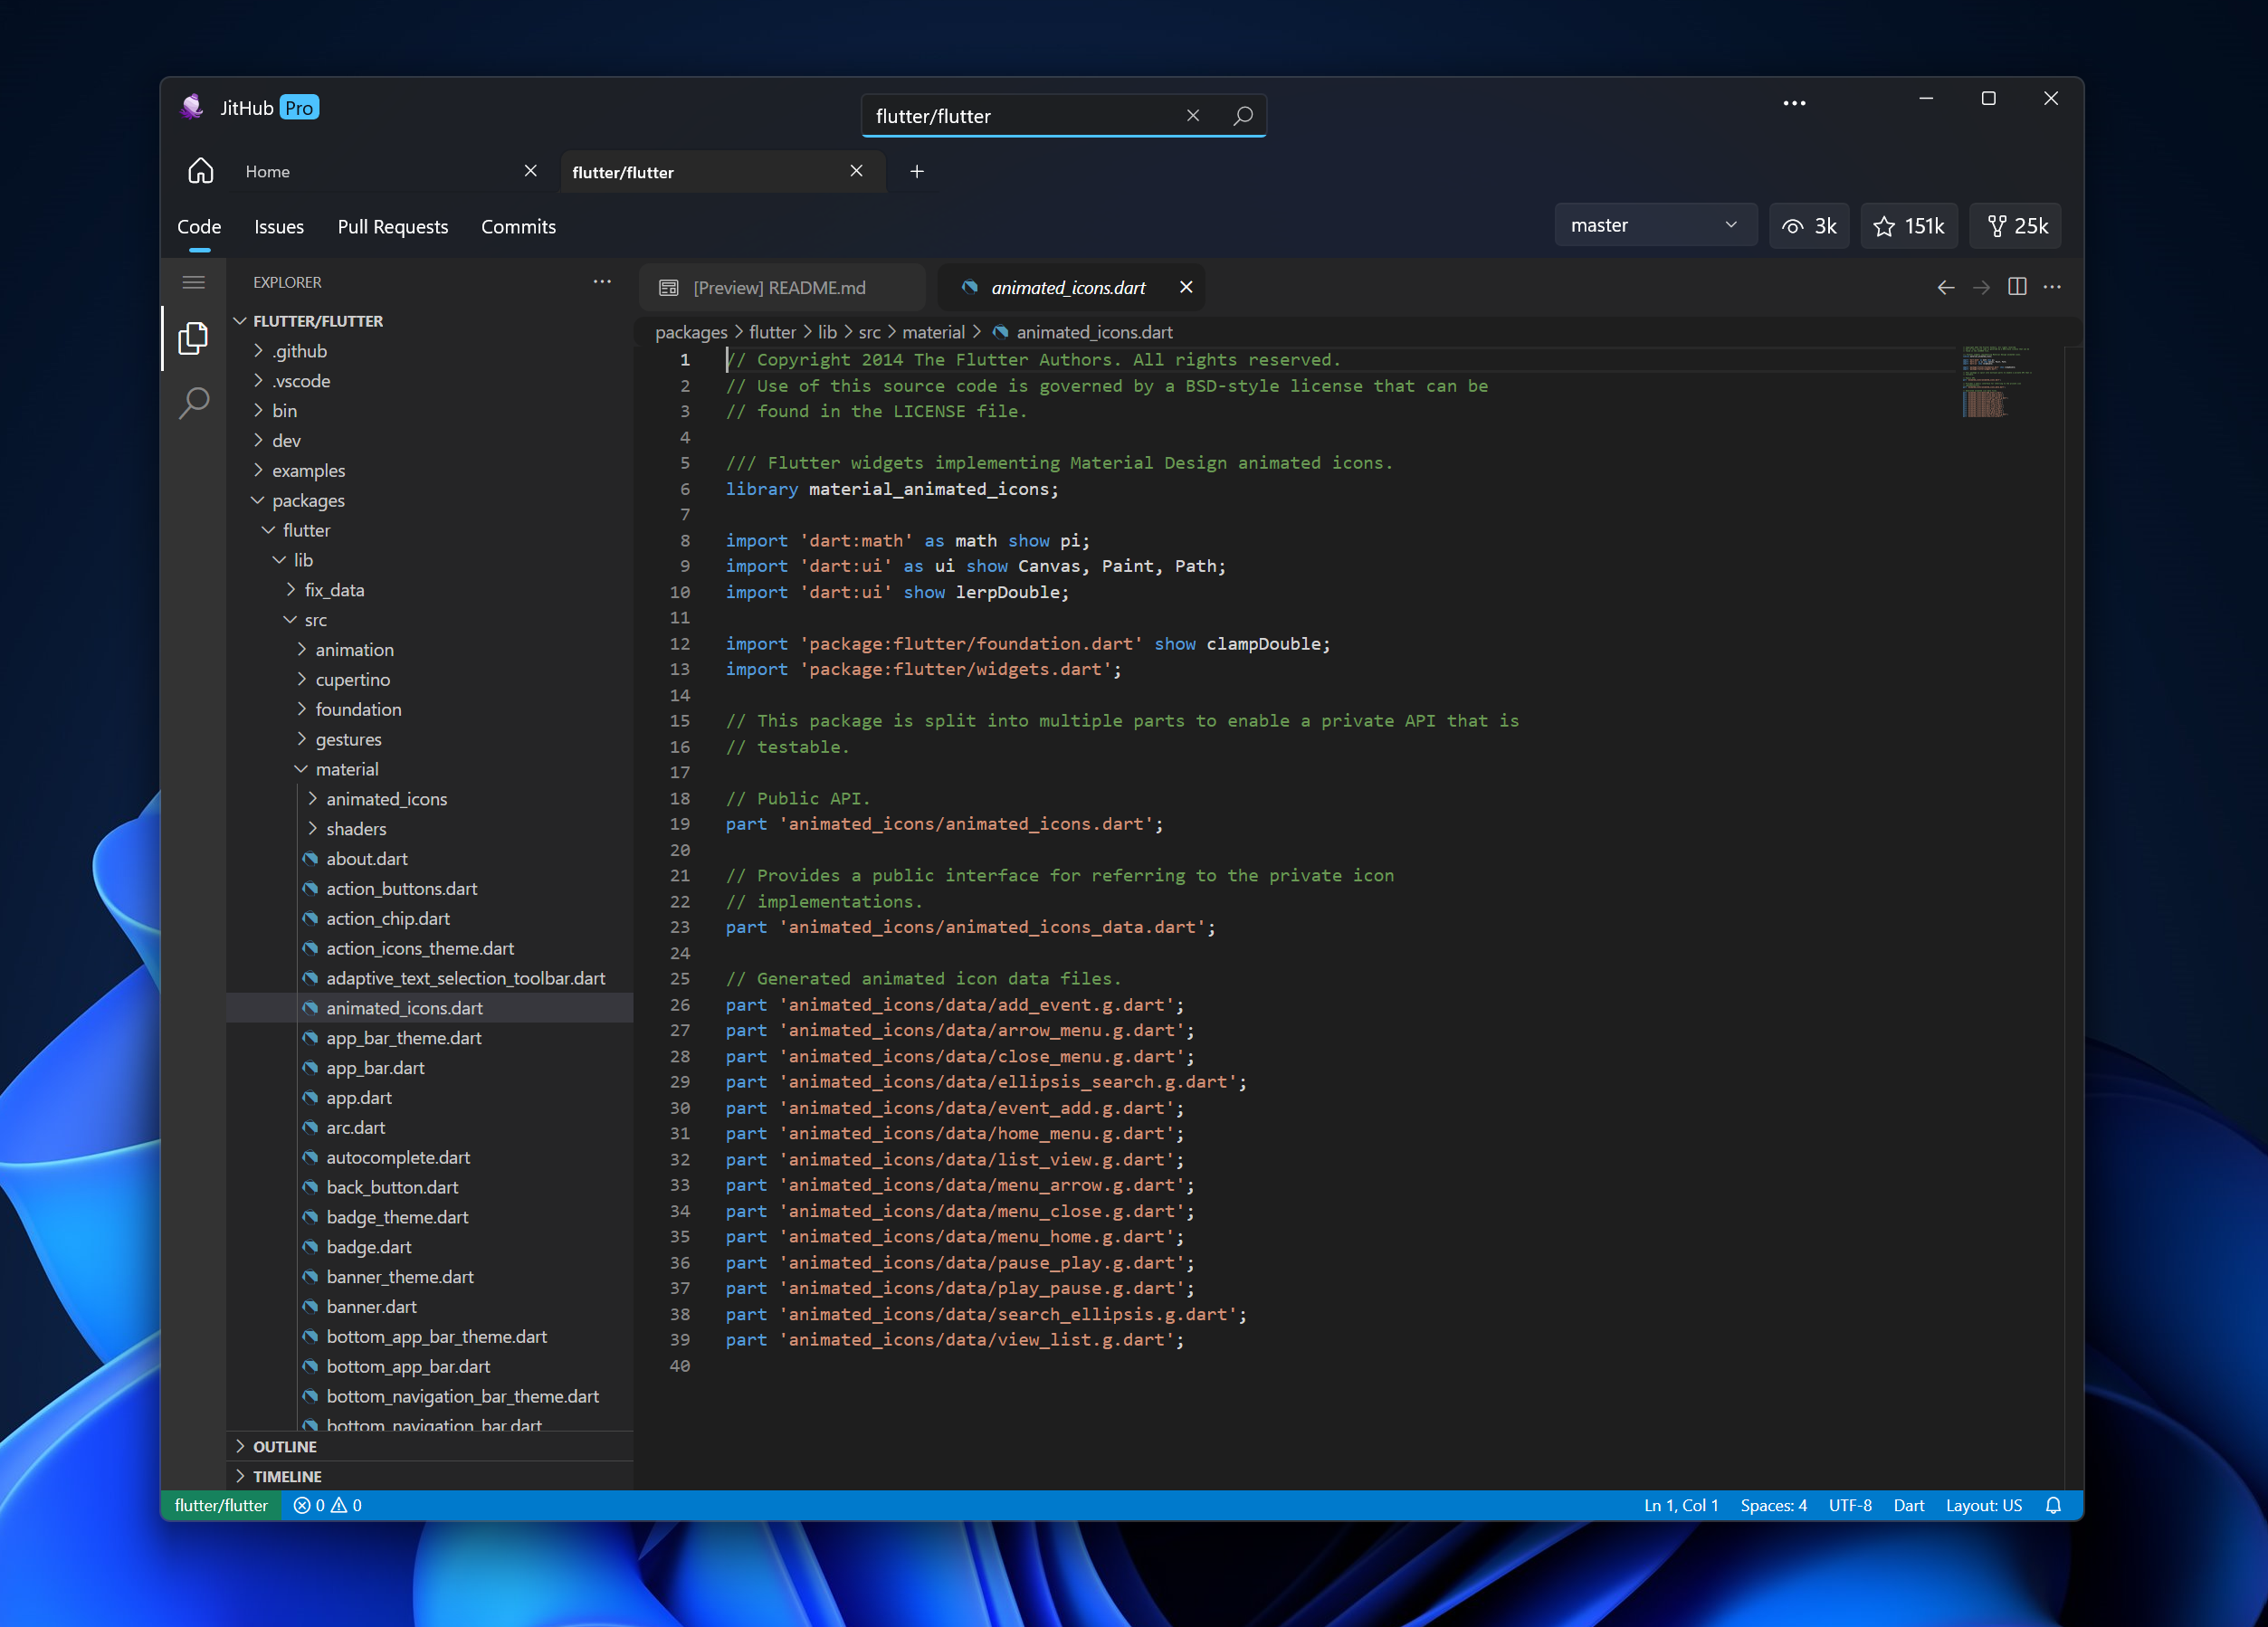 JitHub Pro
flutter/flutter
Home
flutter/flutter
Code Issues Pull Requests Commits
master 3k 151k 25k
EXPLORER
FLUTTER/FLUTTER
.github
.vscode
bin
dev
examples
packages
flutter
lib
fix_data
src
animation
cupertino
foundation
gestures
material
animated_icons
shaders
about.dart
action_buttons.dart
action_chip.dart
action_icons_theme.dart
adaptive_text_selection_toolbar.dart
animated_icons.dart
app_bar_theme.dart
app_bar.dart
app.dart
arc.dart
autocomplete.dart
back_button.dart
badge_theme.dart
badge.dart
banner_theme.dart
banner.dart
bottom_app_bar_theme.dart
bottom_app_bar.dart
bottom_navigation_bar_theme.dart
bottom_navigation_bar.dart
OUTLINE
TIMELINE
[Preview] README.md animated_icons.dart
packages > flutter > lib > src > material > animated_icons.dart
1 // Copyright 2014 The Flutter Authors. All rights reserved.
2 // Use of this source code is governed by a BSD-style license that can be
3 // found in the LICENSE file.
4
5 /// Flutter widgets implementing Material Design animated icons.
6 library material_animated_icons;
7
8 import 'dart:math' as math show pi;
9 import 'dart:ui' as ui show Canvas, Paint, Path;
10 import 'dart:ui' show lerpDouble;
11
12 import 'package:flutter/foundation.dart' show clampDouble;
13 import 'package:flutter/widgets.dart';
14
15 // This package is split into multiple parts to enable a private API that is
16 // testable.
17
18 // Public API.
19 part 'animated_icons/animated_icons.dart';
20
21 // Provides a public interface for referring to the private icon
22 // implementations.
23 part 'animated_icons/animated_icons_data.dart';
24
25 // Generated animated icon data files.
26 part 'animated_icons/data/add_event.g.dart';
27 part 'animated_icons/data/arrow_menu.g.dart';
28 part 'animated_icons/data/close_menu.g.dart';
29 part 'animated_icons/data/ellipsis_search.g.dart';
30 part 'animated_icons/data/event_add.g.dart';
31 part 'animated_icons/data/home_menu.g.dart';
32 part 'animated_icons/data/list_view.g.dart';
33 part 'animated_icons/data/menu_arrow.g.dart';
34 part 'animated_icons/data/menu_close.g.dart';
35 part 'animated_icons/data/menu_home.g.dart';
36 part 'animated_icons/data/pause_play.g.dart';
37 part 'animated_icons/data/play_pause.g.dart';
38 part 'animated_icons/data/search_ellipsis.g.dart';
39 part 'animated_icons/data/view_list.g.dart';
40
flutter/flutter 0 0 Ln 1, Col 1 Spaces: 4 UTF-8 Dart Layout: US